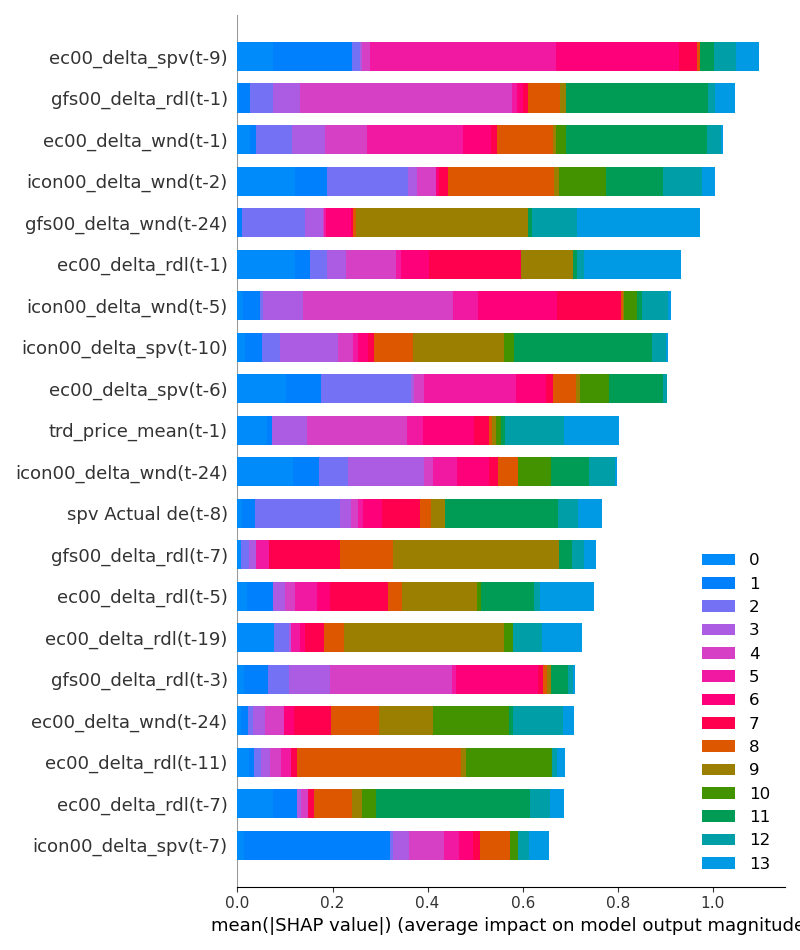 ec00_delta_spv(t-9)
gfs00_delta_rdl(t-1)
ec00_delta_wnd(t-1)
icon00_delta_wnd(t-2)
gfs00_delta_wnd(t-24)
ec00_delta_rdl(t-1)
icon00_delta_wnd(t-5)
icon00_delta_spv(t-10)
ec00_delta_spv(t-6)
trd_price_mean(t-1)
icon00_delta_wnd(t-24)
spv Actual de(t-8)
gfs00_delta_rdl(t-7)
ec00_delta_rdl(t-5)
ec00_delta_rdl(t-19)
gfs00_delta_rdl(t-3)
ec00_delta_wnd(t-24)
ec00_delta_rdl(t-11)
ec00_delta_rdl(t-7)
icon00_delta_spv(t-7)
0
1
2
3
4
5
6
7
8
9
10
11
12
13
0.0 0.2 0.4 0.6 0.8 1.0
mean(|SHAP value|) (average impact on model output magnitude